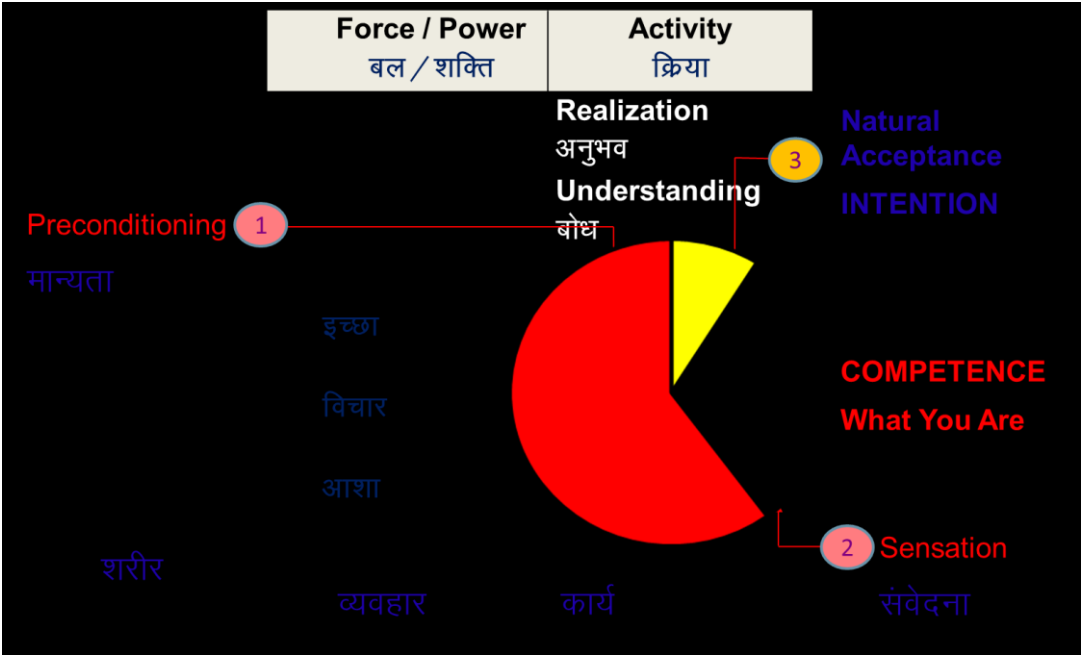 Force / Power
बल / शक्ति
Activity
क्रिया
Realization
अनुभव
Understanding
बोध
3
Natural
Acceptance
INTENTION
Preconditioning
1
मान्यता
इच्छा
विचार
आशा
COMPETENCE
What You Are
2
Sensation
शरीर
व्यवहार
कार्य
संवेदना